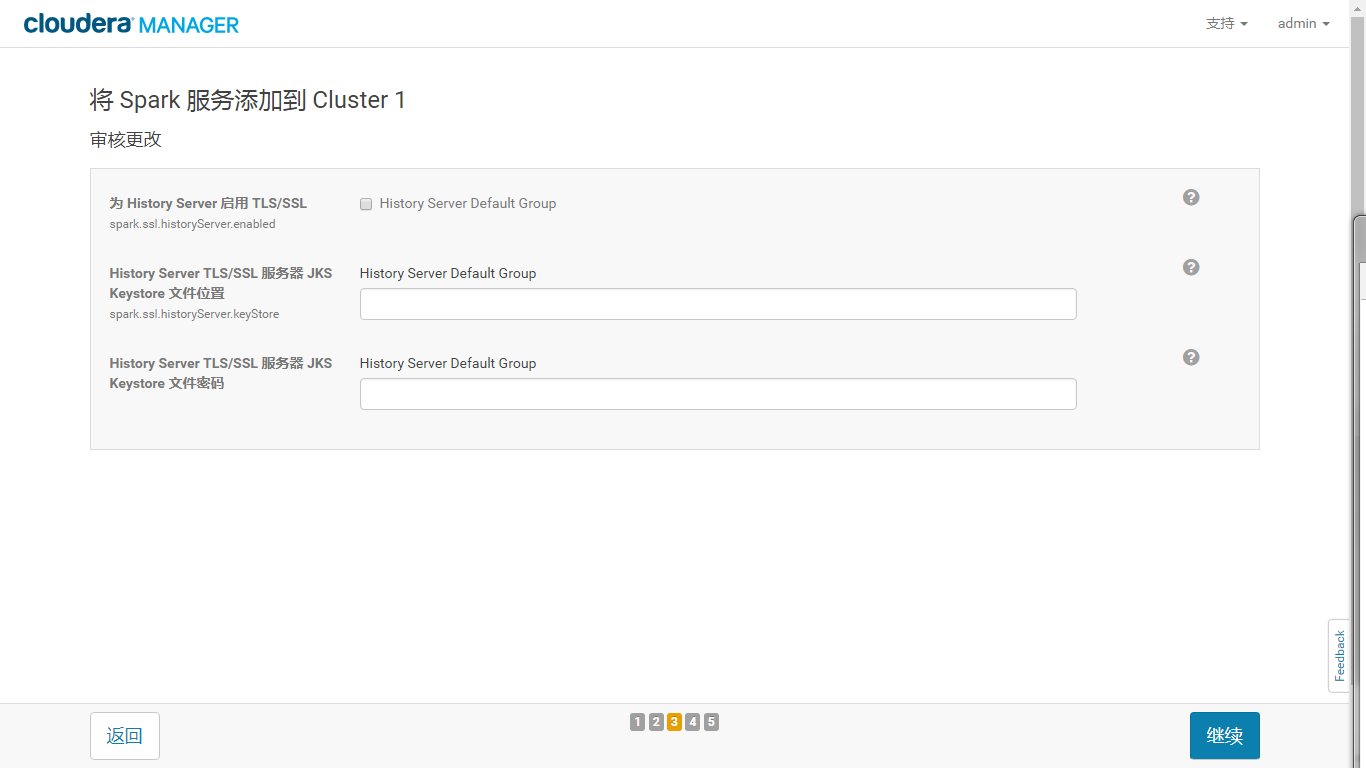 cloudera MANAGER
支持
admin
将 Spark 服务添加到 Cluster 1
审核更改
为 History Server 启用 TLS/SSL
spark.ssl.historyServer.enabled
History Server Default Group
History Server TLS/SSL 服务器 JKS
Keystore 文件位置
spark.ssl.historyServer.keyStore
History Server Default Group
History Server TLS/SSL 服务器 JKS
Keystore 文件密码
History Server Default Group
Feedback
返回
1 2 3 4 5
继续